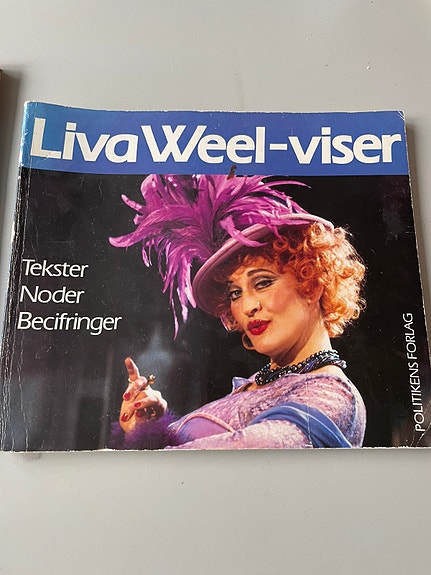 Liva Weel-viser
Tekster
Noder
Becifringer
POLITIKENS FORLAG